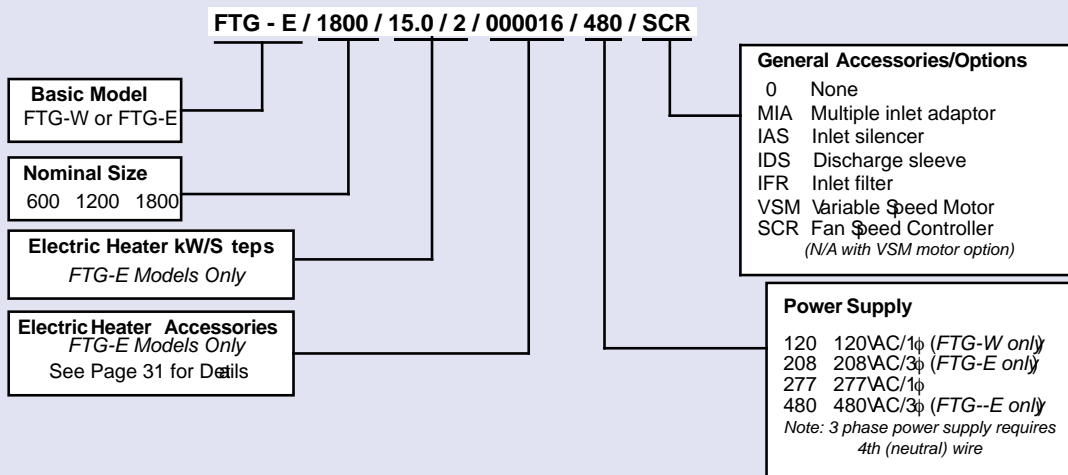 FTG - E / 1800 / 15.0 / 2 / 000016 / 480 / SCR
Basic Model
FTG-W or FTG-E
Nominal Size
600 1200 1800
Electric Heater kW/S teps
FTG-E Models Only
Electric Heater Accessories
FTG-E Models Only
See Page 31 for Details
General Accessories/Options
0 None
MIA Multiple inlet adaptor
IAS Inlet silencer
IDS Discharge sleeve
IFR Inlet filter
VSM Variable Speed Motor
SCR Fan Speed Controller
(N/A with VSM motor option)
Power Supply
120 120VAC/1ϕ (FTG-W only)
208 208VAC/3ϕ (FTG-E only)
277 277VAC/1ϕ
480 480VAC/3ϕ (FTG--E only)
Note: 3 phase power supply requires
4th (neutral) wire